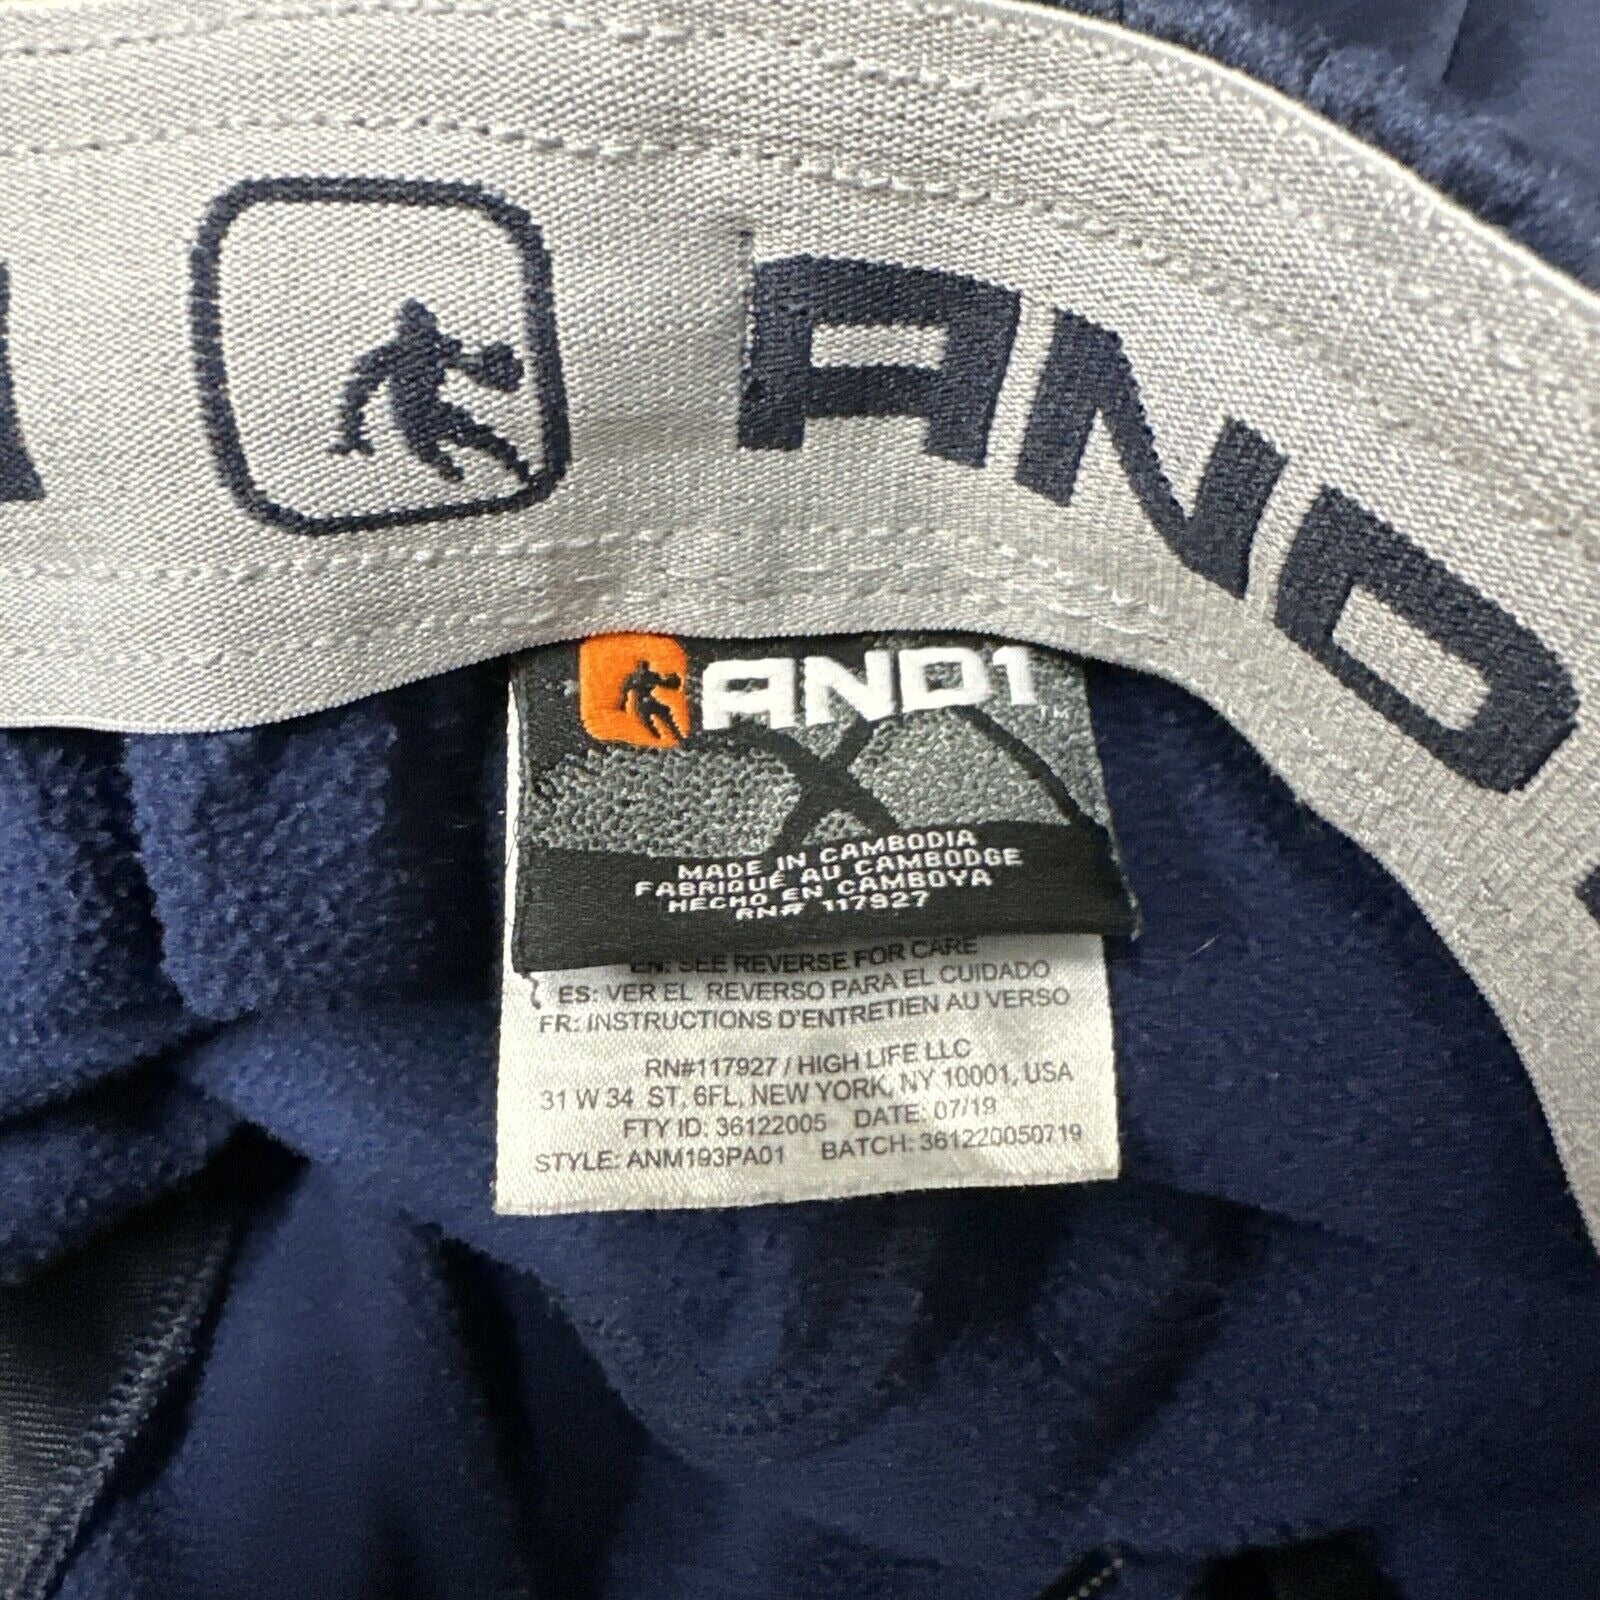 AND
AND1
MADE IN CAMBODIA
FABRIQUÉ AU CAMBODGE
HECHO EN CAMBOYA
RN# 117927
EN: SEE REVERSE FOR CARE
ES: VER EL REVERSO PARA EL CUIDADO
FR: INSTRUCTIONS D'ENTRETIEN AU VERSO
RN#117927 / HIGH LIFE LLC
31 W 34 ST, 6FL, NEW YORK, NY 10001, USA
FTY ID: 36122005 DATE: 07/19
STYLE: ANM193PA01 BATCH: 361220050719